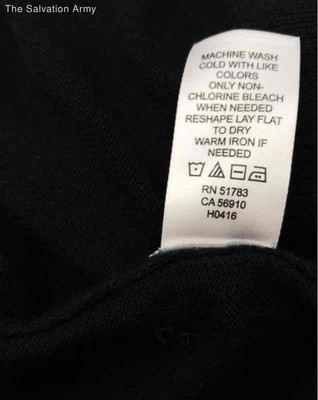 The Salvation Army
MACHINE WASH
COLD WITH LIKE
COLORS
ONLY NON-
CHLORINE BLEACH
WHEN NEEDED
RESHAPE LAY FLAT
TO DRY
WARM IRON IF
NEEDED
RN 51783
CA 56910
H0416